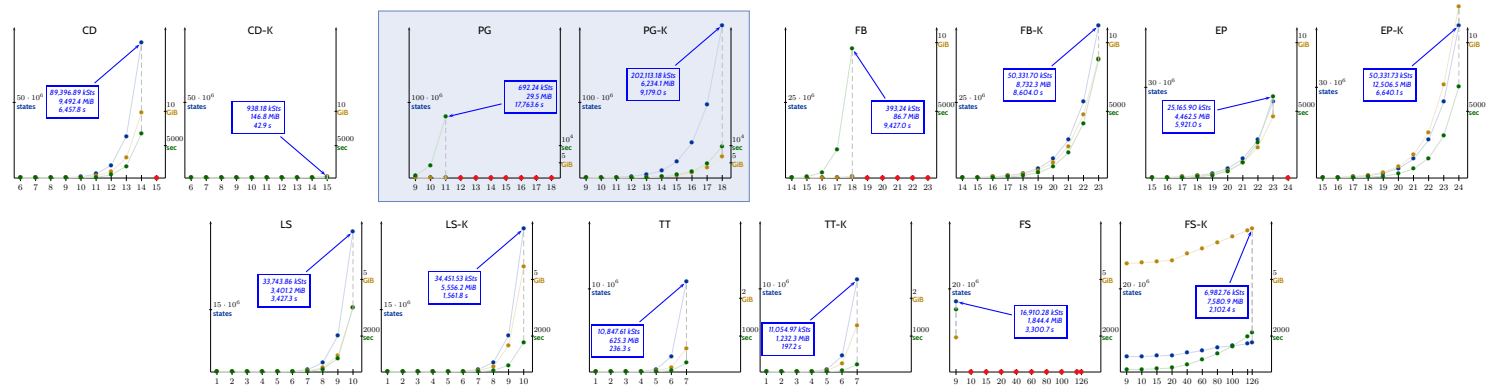 CD
50 · 10⁶
states
89,396.89 kSts
9,492.4 MiB
6,457.8 s
10
GiB
5000
sec
6 7 8 9 10 11 12 13 14 15
CD-K
50 · 10⁶
states
938.18 kSts
146.8 MiB
42.9 s
10
GiB
5000
sec
6 7 8 9 10 11 12 13 14 15
PG
100 · 10⁶
states
692.24 kSts
29.5 MiB
17,763.6 s
9 10 11 12 13 14 15 16 17 18
10⁴
sec
5
GiB
PG-K
100 · 10⁶
states
202,113.18 kSts
6,234.1 MiB
9,179.0 s
10⁴
sec
5
GiB
9 10 11 12 13 14 15 16 17 18
FB
25 · 10⁶
states
393.24 kSts
86.7 MiB
9,427.0 s
10
GiB
5000
sec
14 15 16 17 18 19 20 21 22 23
FB-K
25 · 10⁶
states
50,331.70 kSts
8,732.3 MiB
8,604.0 s
10
GiB
5000
sec
14 15 16 17 18 19 20 21 22 23
EP
30 · 10⁶
states
25,165.90 kSts
4,462.5 MiB
5,921.0 s
10
GiB
5000
sec
15 16 17 18 19 20 21 22 23 24
EP-K
30 · 10⁶
states
50,331.73 kSts
12,506.5 MiB
6,640.1 s
10
GiB
5000
sec
15 16 17 18 19 20 21 22 23 24
LS
15 · 10⁶
states
33,743.86 kSts
3,401.2 MiB
3,427.3 s
5
GiB
2000
sec
1 2 3 4 5 6 7 8 9 10
LS-K
15 · 10⁶
states
34,451.53 kSts
5,556.2 MiB
1,561.8 s
5
GiB
2000
sec
1 2 3 4 5 6 7 8 9 10
TT
10 · 10⁶
states
10,847.61 kSts
625.3 MiB
236.3 s
2
GiB
1000
sec
1 2 3 4 5 6 7
TT-K
10 · 10⁶
states
11,054.97 kSts
1,232.3 MiB
197.2 s
2
GiB
1000
sec
1 2 3 4 5 6 7
FS
20 · 10⁶
states
16,910.28 kSts
1,844.4 MiB
3,300.7 s
5
GiB
2000
sec
9 10 15 20 40 60 80 100 126
FS-K
20 · 10⁶
states
6,982.76 kSts
7,580.9 MiB
2,102.4 s
5
GiB
2000
sec
9 10 15 20 40 60 80 100 126